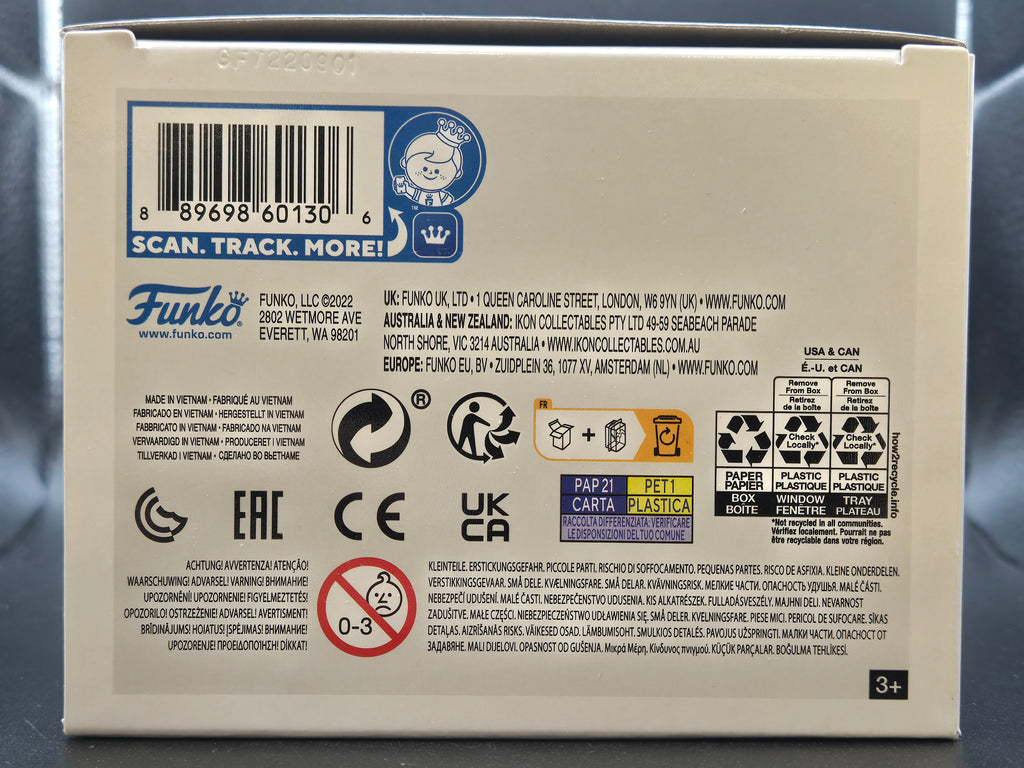 GF7220901
8 89698 60130 6
SCAN. TRACK. MORE!
™
Funko®
www.funko.com
FUNKO, LLC ©2022
2802 WETMORE AVE
EVERETT, WA 98201
UK: FUNKO UK, LTD • 1 QUEEN CAROLINE STREET, LONDON, W6 9YN (UK) • WWW.FUNKO.COM
AUSTRALIA & NEW ZEALAND: IKON COLLECTABLES PTY LTD 49-59 SEABEACH PARADE
NORTH SHORE, VIC 3214 AUSTRALIA • WWW.IKONCOLLECTABLES.COM.AU
EUROPE: FUNKO EU, BV • ZUIDPLEIN 36, 1077 XV, AMSTERDAM (NL) • WWW.FUNKO.COM
MADE IN VIETNAM • FABRIQUÉ AU VIETNAM
FABRICADO EN VIETNAM • HERGESTELLT IN VIETNAM
FABBRICATO IN VIETNAM • FABRICADO NA VIETNAM
VERVAARDIGD IN VIETNAM • PRODUCERET I VIETNAM
TILLVERKAD I VIETNAM • СДЕЛАНО ВО ВЬЕТНАМЕ
®
FR
+
USA & CAN
É.-U. et CAN
Remove From Box
Retirez de la boîte
PAPER
PAPIER
BOX
BOÎTE
Remove From Box
Retirez de la boîte
Check Locally*
PLASTIC
PLASTIQUE
WINDOW
FENÊTRE
Check Locally*
PLASTIC
PLASTIQUE
TRAY
PLATEAU
how2recycle.info
*Not recycled in all communities.
Vérifiez localement. Pourrait ne pas
être recyclable dans votre région.
EAC
CE
UK
CA
PAP 21
PET 1
CARTA
PLASTICA
RACCOLTA DIFFERENZIATA: VERIFICARE
LE DISPOSIZIONI DEL TUO COMUNE
ACHTUNG! AVVERTENZA! ATENÇÃO!
WAARSCHUWING! ADVARSEL! VARNING! ВНИМАНИЕ!
UPOZORNĚNÍ! UPOZORNENIE! FIGYELMEZTETÉS!
OPOZORILO! OSTRZEŻENIE! ADVARSEL! AVERTISMENT!
BRĪDINĀJUMS! HOIATUS! ĮSPĖJIMAS! ВНИМАНИЕ!
UPOZORENJE! ΠΡΟΕΙΔΟΠΟΙΗΣΗ! DİKKAT!
0-3
KLEINTEILE. ERSTICKUNGSGEFAHR. PICCOLE PARTI. RISCHIO DI SOFFOCAMENTO. PEQUENAS PARTES. RISCO DE ASFIXIA. KLEINE ONDERDELEN.
VERSTIKKINGSGEVAAR. SMÅ DELE. KVÆLNINGSFARE. SMÅ DELAR. KVÄVNINGSRISK. МЕЛКИЕ ЧАСТИ. ОПАСНОСТЬ УДУШЬЯ. MALÉ ČÁSTI.
NEBEZPEČÍ UDUŠENÍ. MALÉ ČASTI. NEBEZPEČENSTVO UDUSENIA. KIS ALKATRÉSZEK. FULLADÁSVESZÉLY. MAJHNI DELI. NEVARNOST
ZADUŠITVE. MAŁE CZĘŚCI. NIEBEZPIECZEŃSTWO UDŁAWIENIA SIĘ. SMÅ DELER. KVELNINGSFARE. PIESE MICI. PERICOL DE SUFOCARE. SĪKAS
DETAĻAS. AIZRĪŠANĀS RISKS. VÄIKESED OSAD. LÄMBUMISOHT. SMULKIOS DETALĖS. PAVOJUS UŽSPRINGTI. МАЛКИ ЧАСТИ. ОПАСНОСТ ОТ
ЗАДАВЯНЕ. MALI DIJELOVI. OPASNOST OD GUŠENJA. Μικρά Μέρη. Κίνδυνος πνιγμού. KÜÇÜK PARÇALAR. BOĞULMA TEHLİKESİ.
3+